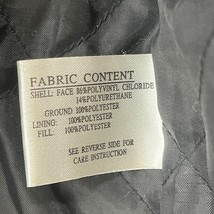 FABRIC CONTENT
SHELL: FACE 86%POLYVINYL CHLORIDE
14%POLYURETHANE
GROUND 100%POLYESTER
LINING: 100%POLYESTER
FILL: 100%POLYESTER
SEE REVERSE SIDE FOR
CARE INSTRUCTION